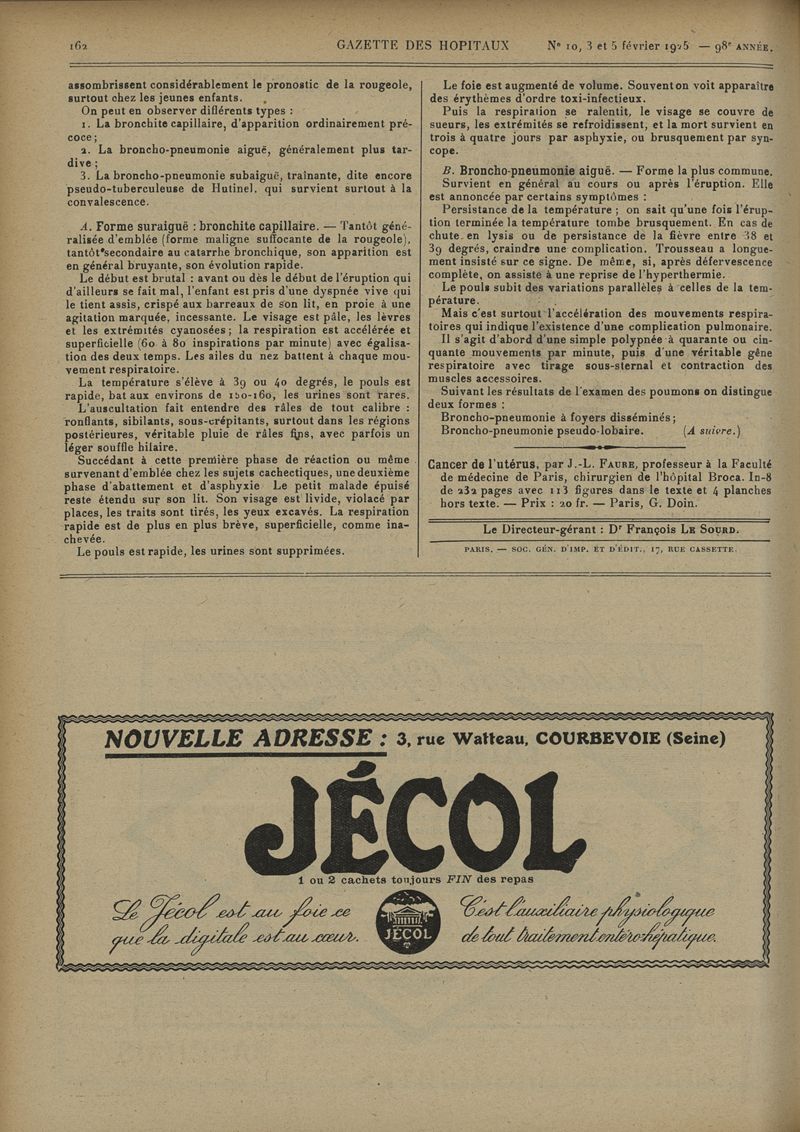 162 GAZETTE DES HOPITAUX N° 10, 3 et 5 février 1925 — 98e ANNÉE.
assombrissent considérablement le pronostic de la rougeole,
surtout chez les jeunes enfants.
On peut en observer différents types :
1. La bronchite capillaire, d'apparition ordinairement pré-
coce ;
2. La broncho-pneumonie aiguë, généralement plus tar-
dive ;
3. La broncho-pneumonie subaiguë, traînante, dite encore
pseudo-tuberculeuse de Hutinel, qui survient surtout à la
convalescence.
A. Forme suraiguë : bronchite capillaire. — Tantôt géné-
ralisée d'emblée (forme maligne suffocante de la rougeole),
tantôt secondaire au catarrhe bronchique, son apparition est
en général bruyante, son évolution rapide.
Le début est brutal : avant ou dès le début de l'éruption qui
d'ailleurs se fait mal, l'enfant est pris d'une dyspnée vive qui
le tient assis, crispé aux barreaux de son lit, en proie à une
agitation marquée, incessante. Le visage est pâle, les lèvres
et les extrémités cyanosées ; la respiration est accélérée et
superficielle (60 à 80 inspirations par minute) avec égalisa-
tion des deux temps. Les ailes du nez battent à chaque mou-
vement respiratoire.
La température s'élève à 39 ou 40 degrés, le pouls est
rapide, bat aux environs de 150-160, les urines sont rares.
L'auscultation fait entendre des râles de tout calibre :
ronflants, sibilants, sous-crépitants, surtout dans les régions
postérieures, véritable pluie de râles fins, avec parfois un
léger souffle hilaire.
Succédant à cette première phase de réaction ou même
survenant d'emblée chez les sujets cachectiques, une deuxième
phase d'abattement et d'asphyxie Le petit malade épuisé
reste étendu sur son lit. Son visage est livide, violacé par
places, les traits sont tirés, les yeux excavés. La respiration
rapide est de plus en plus brève, superficielle, comme ina-
chevée.
Le pouls est rapide, les urines sont supprimées.
Le foie est augmenté de volume. Souvent on voit apparaître
des érythèmes d'ordre toxi-infectieux.
Puis la respiration se ralentit, le visage se couvre de
sueurs, les extrémités se refroidissent, et la mort survient en
trois à quatre jours par asphyxie, ou brusquement par syn-
cope.
B. Broncho-pneumonie aiguë. — Forme la plus commune.
Survient en général au cours ou après l'éruption. Elle
est annoncée par certains symptômes :
Persistance de la température ; on sait qu'une fois l'érup-
tion terminée la température tombe brusquement. En cas de
chute en lysis ou de persistance de la fièvre entre 38 et
39 degrés, craindre une complication. Trousseau a longue-
ment insisté sur ce signe. De même, si, après défervescence
complète, on assiste à une reprise de l'hyperthermie.
Le pouls subit des variations parallèles à celles de la tem-
pérature.
Mais c'est surtout l'accélération des mouvements respira-
toires qui indique l'existence d'une complication pulmonaire.
Il s'agit d'abord d'une simple polypnée à quarante ou cin-
quante mouvements par minute, puis d'une véritable gêne
respiratoire avec tirage sous-sternal et contraction des
muscles accessoires.
Suivant les résultats de l'examen des poumons on distingue
deux formes :
Broncho-pneumonie à foyers disséminés ;
Broncho-pneumonie pseudo-lobaire. (A suivre.)
Cancer de l'utérus, par J.-L. FAURE, professeur à la Faculté
de médecine de Paris, chirurgien de l'hôpital Broca. In-8
de 232 pages avec 113 figures dans le texte et 4 planches
hors texte. — Prix : 20 fr. — Paris, G. Doin.
Le Directeur-gérant : Dr François LE SOURD.
PARIS. — SOC. GÉN. D'IMP. ET D'ÉDIT., 17, RUE CASSETTE.
NOUVELLE ADRESSE : 3, rue Watteau, COURBEVOIE (Seine)
JÉCOL
1 ou 2 cachets toujours FIN des repas
Le Jécol est au foie ce
que la digitale est au cœur.
JÉCOL
C'est l'auxiliaire physiologique
de tout traitement entéro-hépatique.